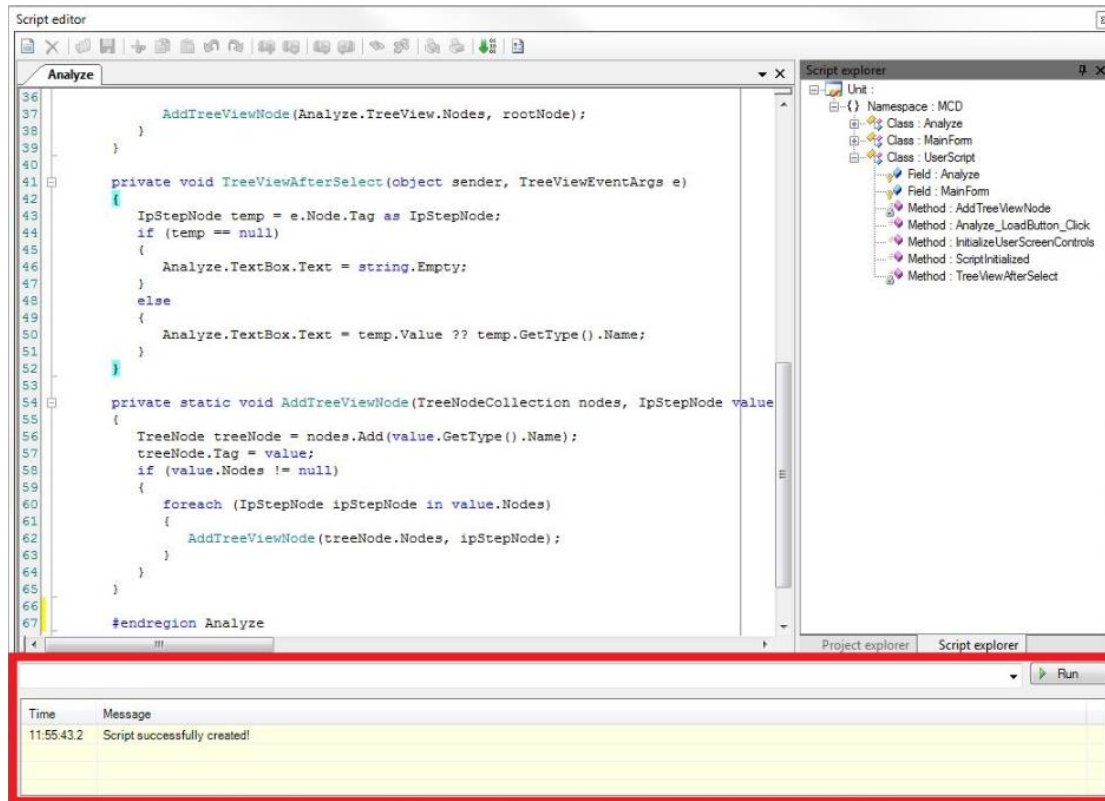 Script editor
Analyze
Script explorer
36
37 AddTreeViewNode(Analyze.TreeView.Nodes, rootNode);
38 }
39 }
40
41 private void TreeViewAfterSelect(object sender, TreeViewEventArgs e)
42 {
43 IpStepNode temp = e.Node.Tag as IpStepNode;
44 if (temp == null)
45 {
46 Analyze.TextBox.Text = string.Empty;
47 }
48 else
49 {
50 Analyze.TextBox.Text = temp.Value ?? temp.GetType().Name;
51 }
52 }
53
54 private static void AddTreeViewNode(TreeNodeCollection nodes, IpStepNode value
55 {
56 TreeNode treeNode = nodes.Add(value.GetType().Name);
57 treeNode.Tag = value;
58 if (value.Nodes != null)
59 {
60 foreach (IpStepNode ipStepNode in value.Nodes)
61 {
62 AddTreeViewNode(treeNode.Nodes, ipStepNode);
63 }
64 }
65 }
66
67 #endregion Analyze
Unit :
{} Namespace : MCD
Class : Analyze
Class : MainForm
Class : UserScript
Field : Analyze
Field : MainForm
Method : AddTreeViewNode
Method : Analyze_LoadButton_Click
Method : InitializeUserScreenControls
Method : ScriptInitialized
Method : TreeViewAfterSelect
Project explorer Script explorer
Run
Time Message
11:55:43.2 Script successfully created!